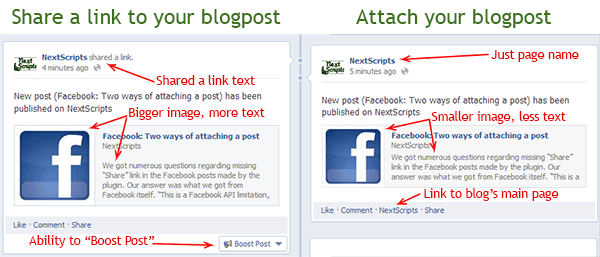 Share a link to your blogpost
Next Scripts
NextScripts shared a link.
4 minutes ago
Shared a link text
New post (Facebook: Two ways of attaching a post) has been
published on NextScripts
Bigger image, more text
Facebook: Two ways of attaching a post
NextScripts
We got numerous questions regarding missing
"Share" link in the Facebook posts made by the
plugin. Our answer was what we got from
Facebook itself. "This is a Facebook API limitation,
Like · Comment · Share
Ability to "Boost Post"
Boost Post
Attach your blogpost
Next Scripts
NextScripts
5 minutes ago
Just page name
New post (Facebook: Two ways of attaching a post) has been
published on NextScripts
Smaller image, less text
Facebook: Two ways of attaching a post
NextScripts
We got numerous questions regarding missing "Share"
link in the Facebook posts made by the plugin. Our
answer was what we got from Facebook itself. "This is a
Link to blog's main page
Like · Comment · NextScripts · Share